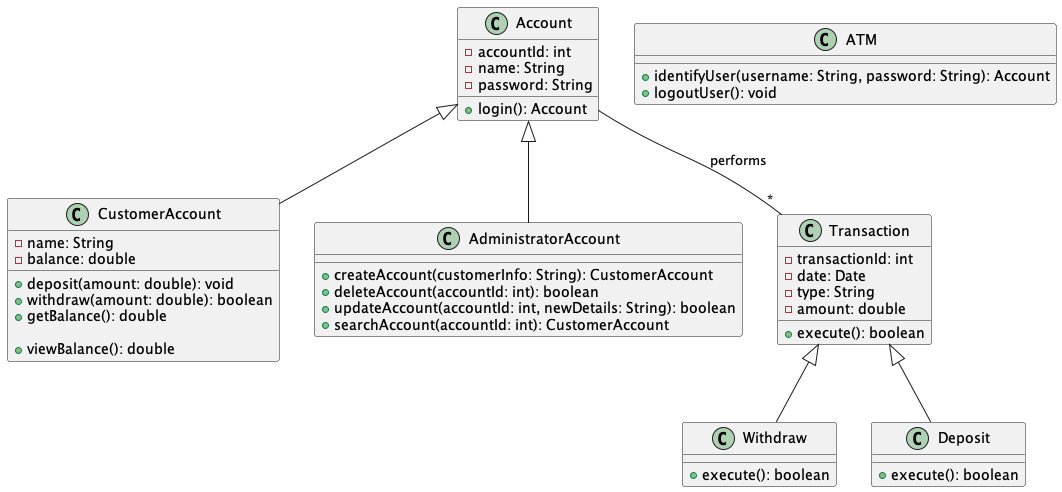 C Account
accountId: int
name: String
password: String
login(): Account
C ATM
identifyUser(username: String, password: String): Account
logoutUser(): void
performs
*
C CustomerAccount
name: String
balance: double
deposit(amount: double): void
withdraw(amount: double): boolean
getBalance(): double
viewBalance(): double
C AdministratorAccount
createAccount(customerInfo: String): CustomerAccount
deleteAccount(accountId: int): boolean
updateAccount(accountId: int, newDetails: String): boolean
searchAccount(accountId: int): CustomerAccount
C Transaction
transactionId: int
date: Date
type: String
amount: double
execute(): boolean
C Withdraw
execute(): boolean
C Deposit
execute(): boolean